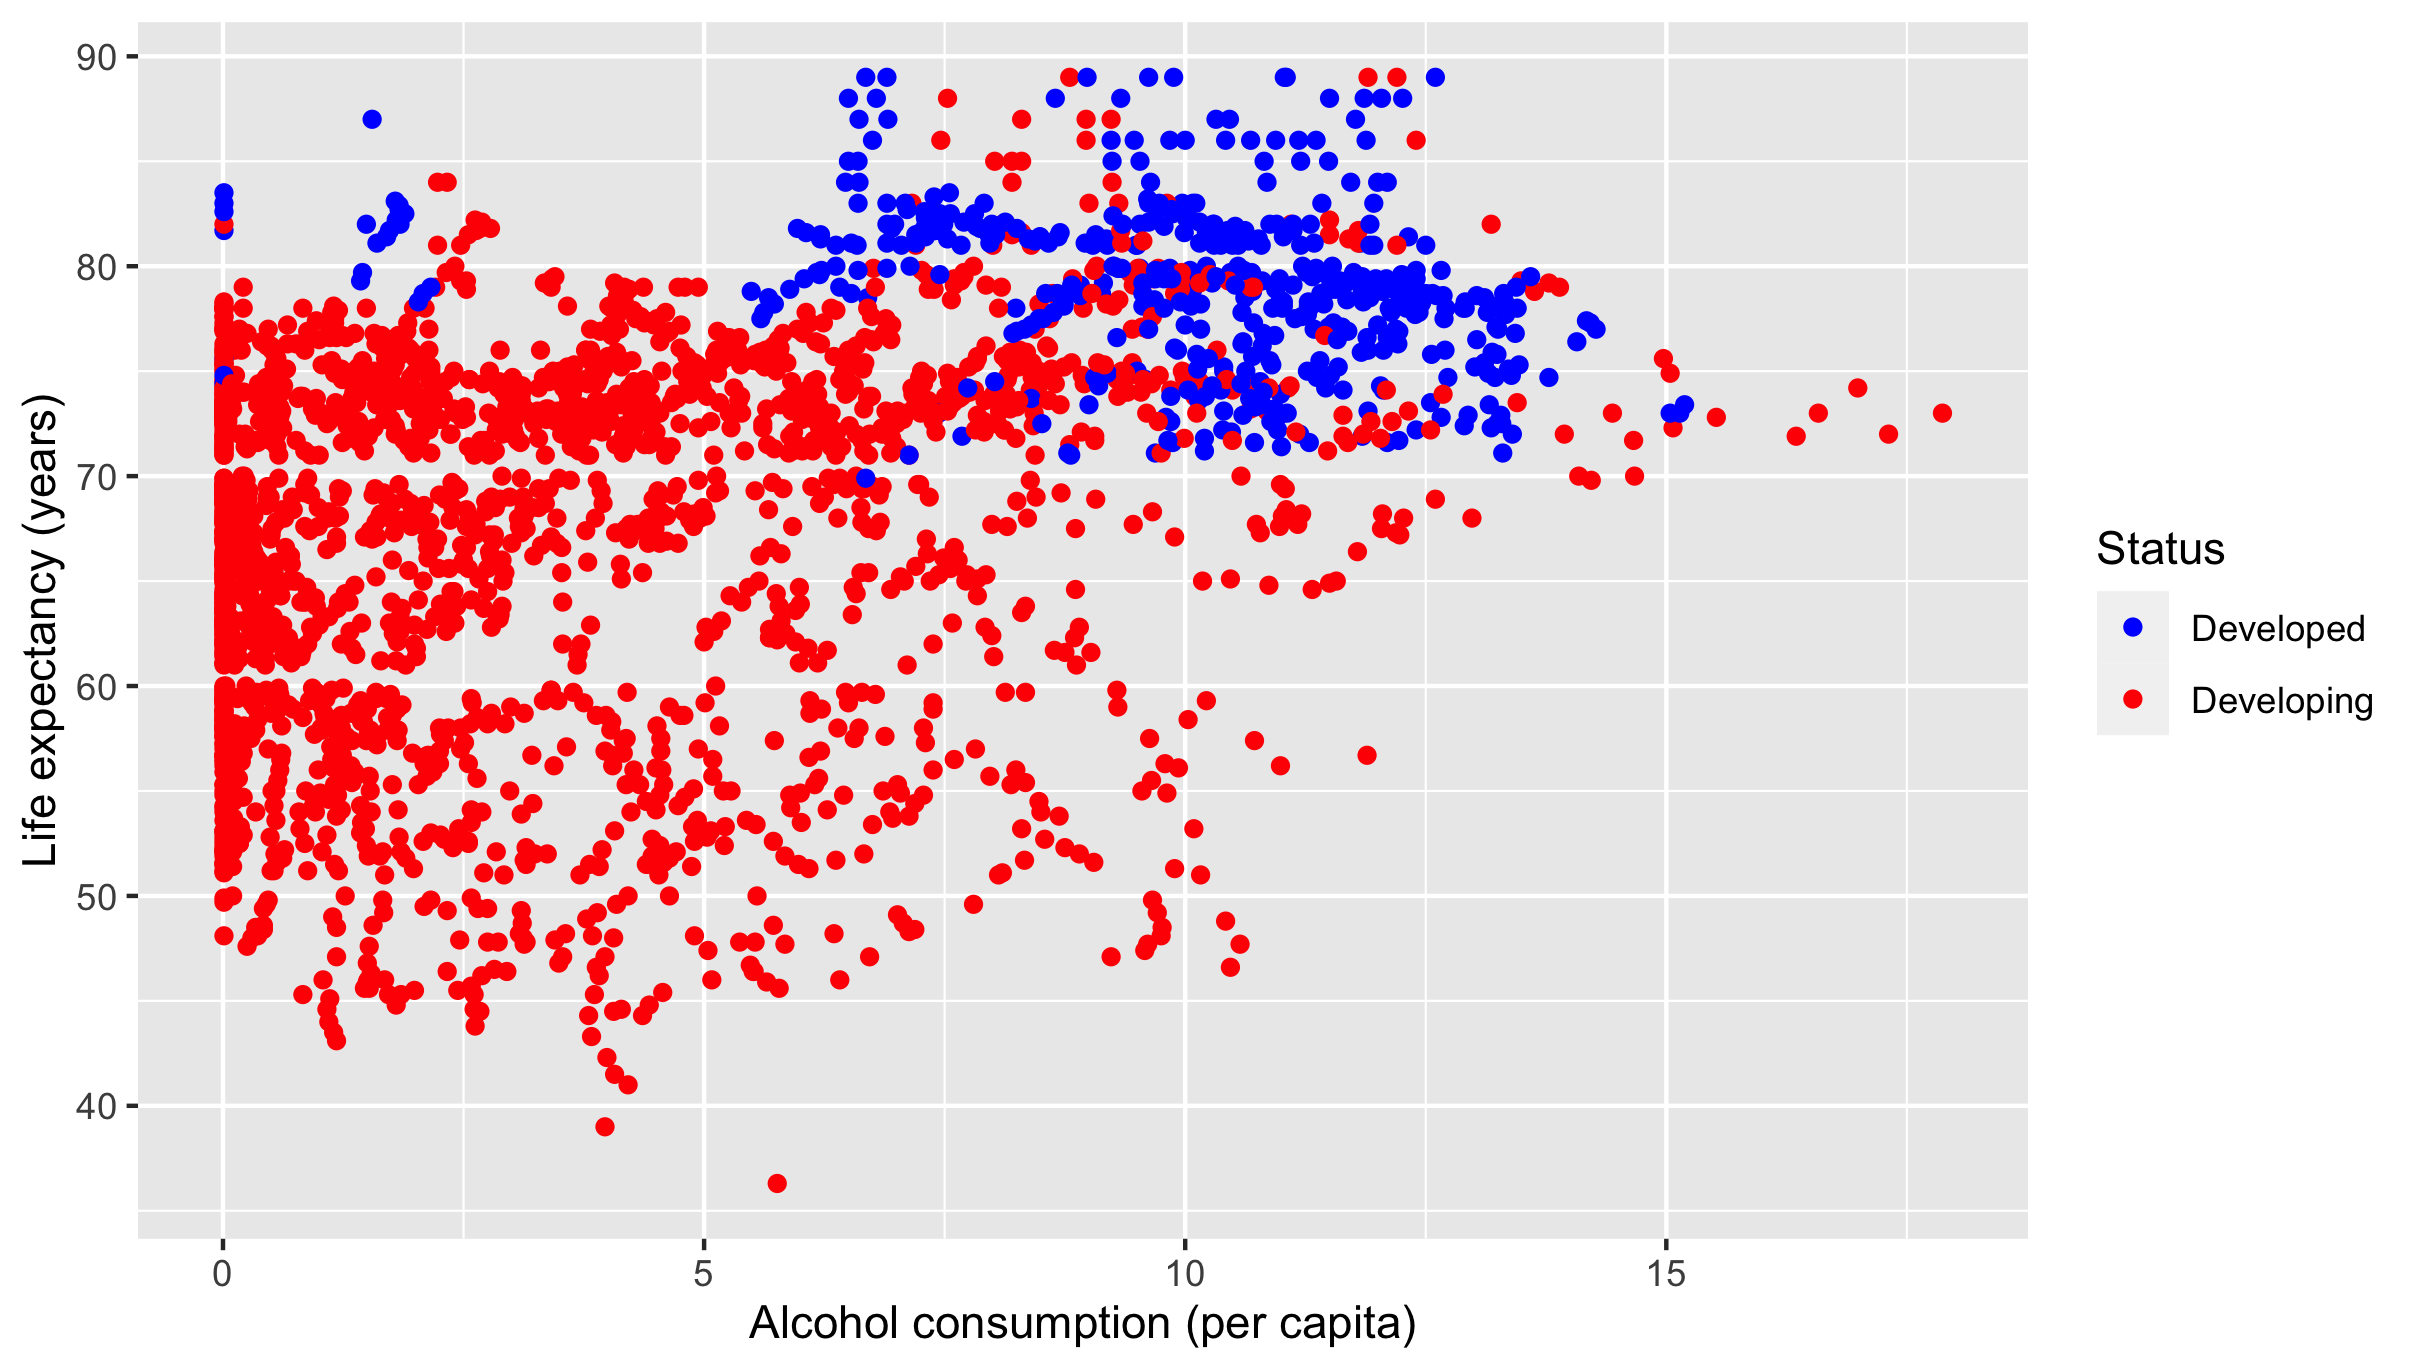 90
80
70
60
50
40
Life expectancy (years)
0 5 10 15
Alcohol consumption (per capita)
Status
Developed
Developing